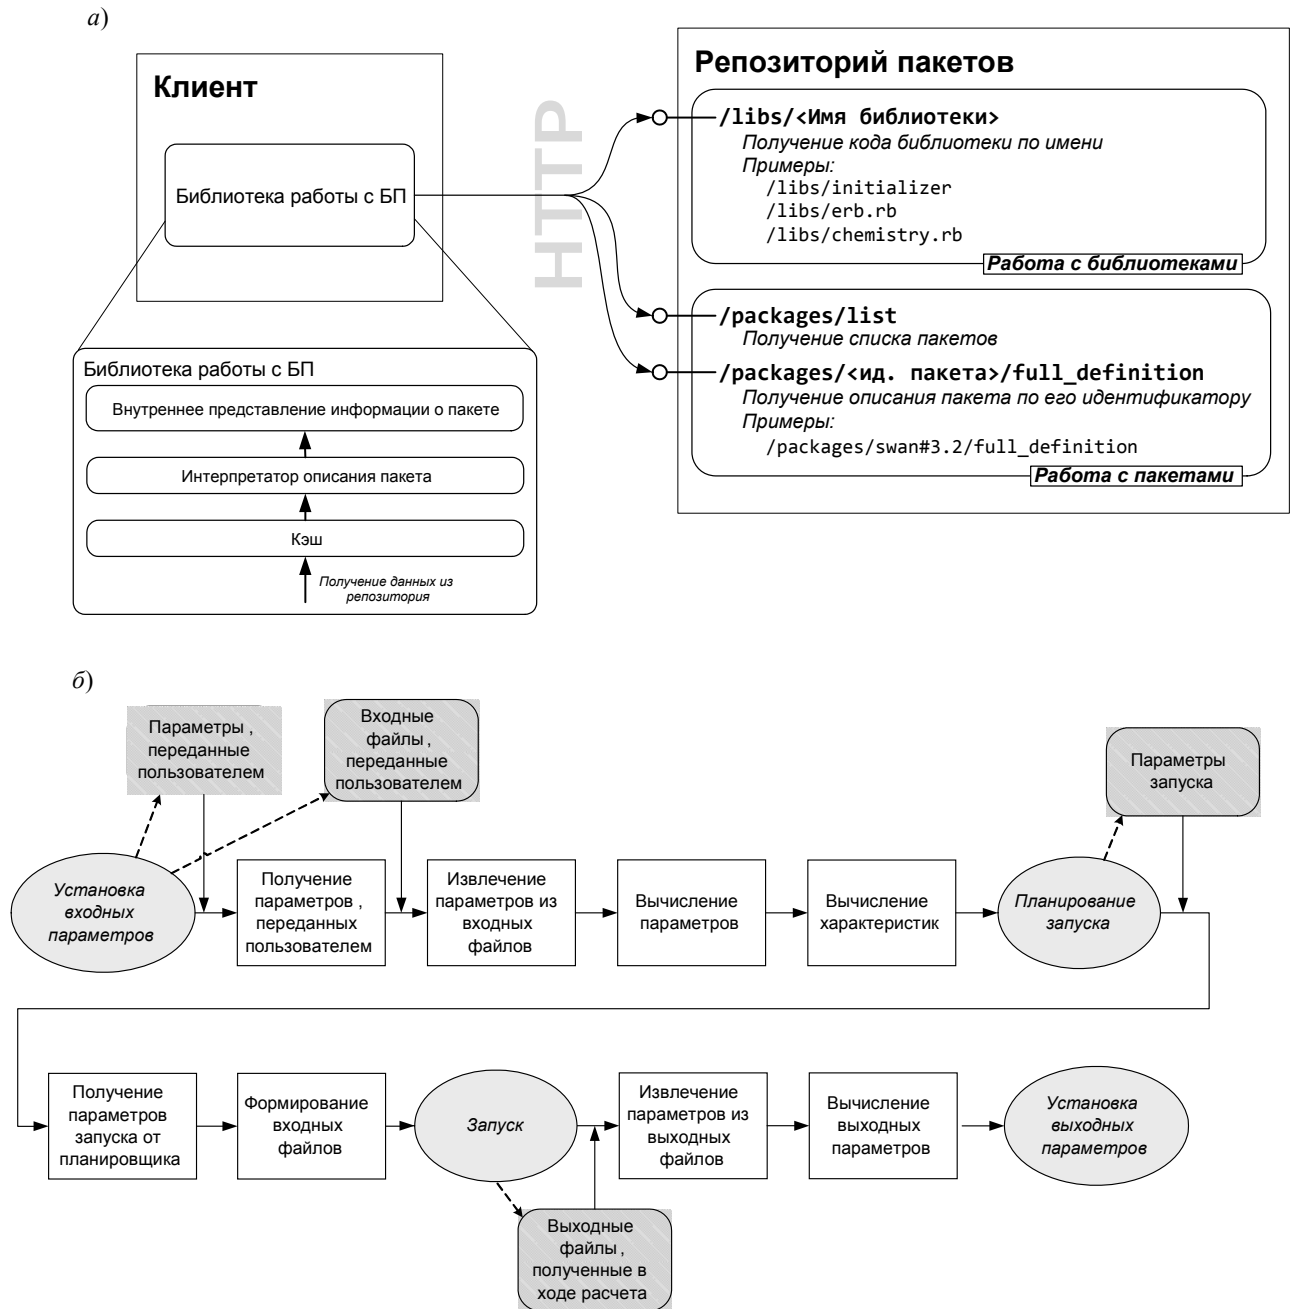 а)
Клиент
Библиотека работы с БП
HTTP
Репозиторий пакетов
/libs/<Имя библиотеки>
Получение кода библиотеки по имени
Примеры:
/libs/initializer
/libs/erb.rb
/libs/chemistry.rb
Работа с библиотеками
/packages/list
Получение списка пакетов
/packages/<ид. пакета>/full_definition
Получение описания пакета по его идентификатору
Примеры:
/packages/swan#3.2/full_definition
Работа с пакетами
Библиотека работы с БП
Внутреннее представление информации о пакете
Интерпретатор описания пакета
Кэш
Получение данных из
репозитория
б)
Параметры ,
переданные
пользователем
Входные
файлы ,
переданные
пользователем
Параметры
запуска
Установка
входных
параметров
Получение
параметров ,
переданных
пользователем
Извлечение
параметров из
входных
файлов
Вычисление
параметров
Вычисление
характеристик
Планирование
запуска
Получение
параметров
запуска от
планировщика
Формирование
входных
файлов
Запуск
Извлечение
параметров из
выходных
файлов
Вычисление
выходных
параметров
Установка
выходных
параметров
Выходные
файлы ,
полученные в
ходе расчета